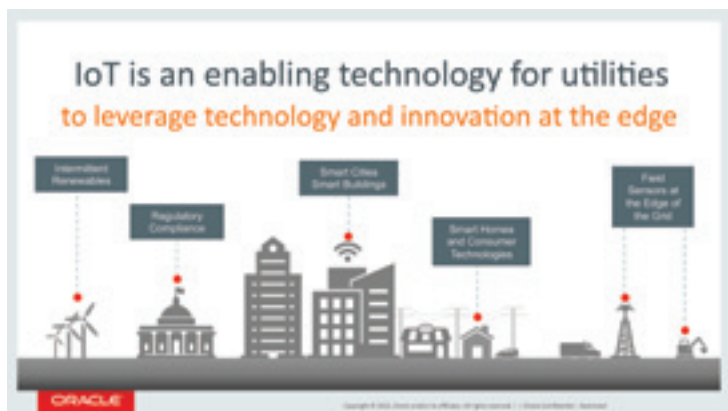 IoT is an enabling technology for utilities
to leverage technology and innovation at the edge
Intermittent
Renewables
Regulatory
Compliance
Smart Cities
Smart Buildings
Smart Homes
and Consumer
Technologies
Field
Sensors at
the Edge of
the Grid
ORACLE